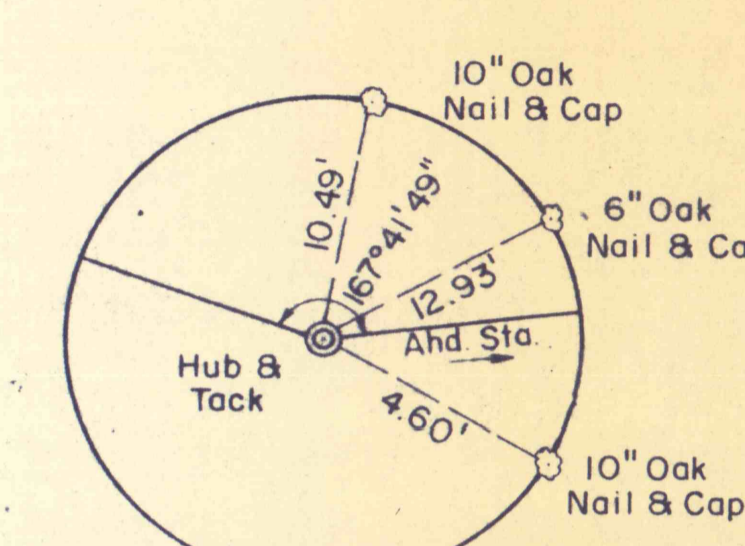 10" Oak
Nail & Cap
10.49'
167°41'49"
6" Oak
Nail & Ca
12.93'
Ahd. Sta.
Hub &
Tack
4.60'
10" Oak
Nail & Cap